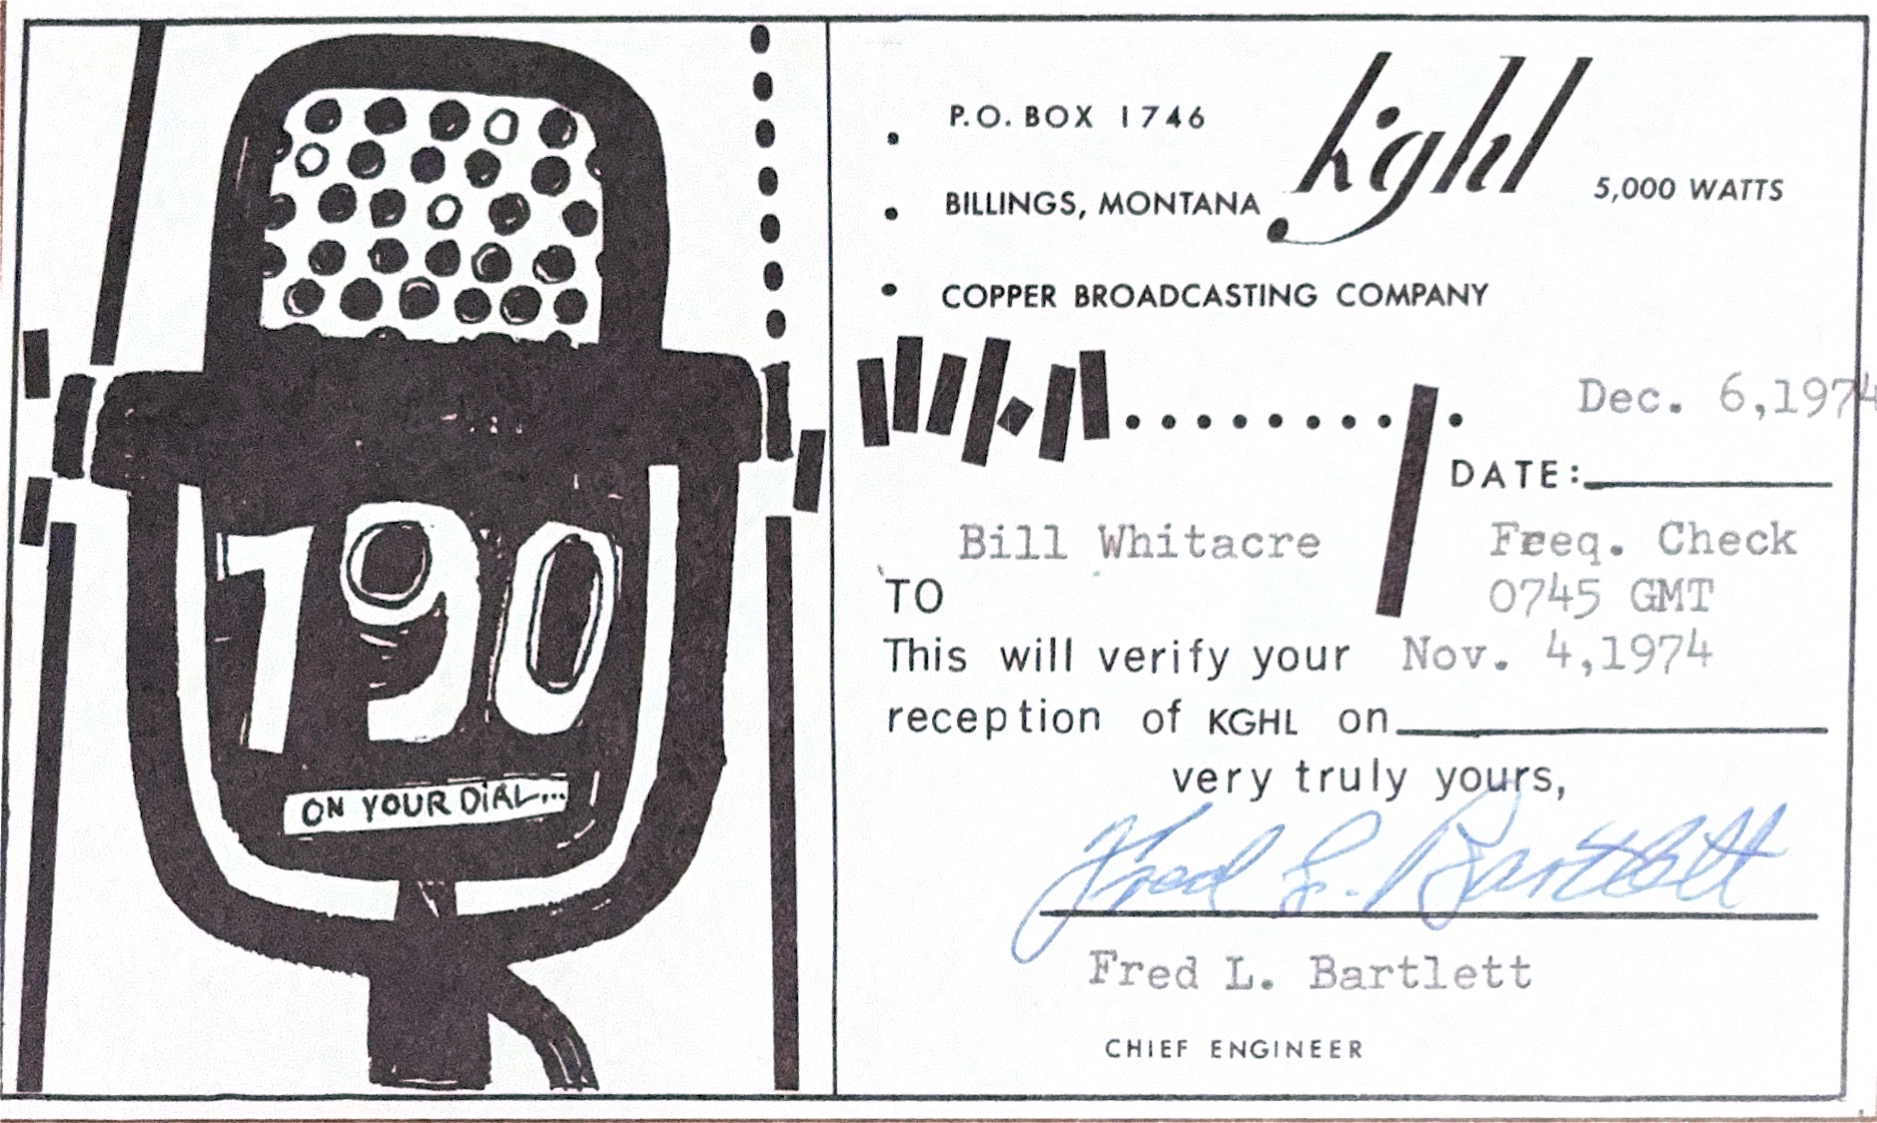 790
ON YOUR DIAL...
P.O. BOX 1746
kghl
BILLINGS, MONTANA
5,000 WATTS
COPPER BROADCASTING COMPANY
Dec. 6,1974
DATE:
Bill Whitacre
TO
Freq. Check
0745 GMT
This will verify your Nov. 4,1974
reception of KGHL on
very truly yours,
Fred L. Bartlett
Fred L. Bartlett
CHIEF ENGINEER